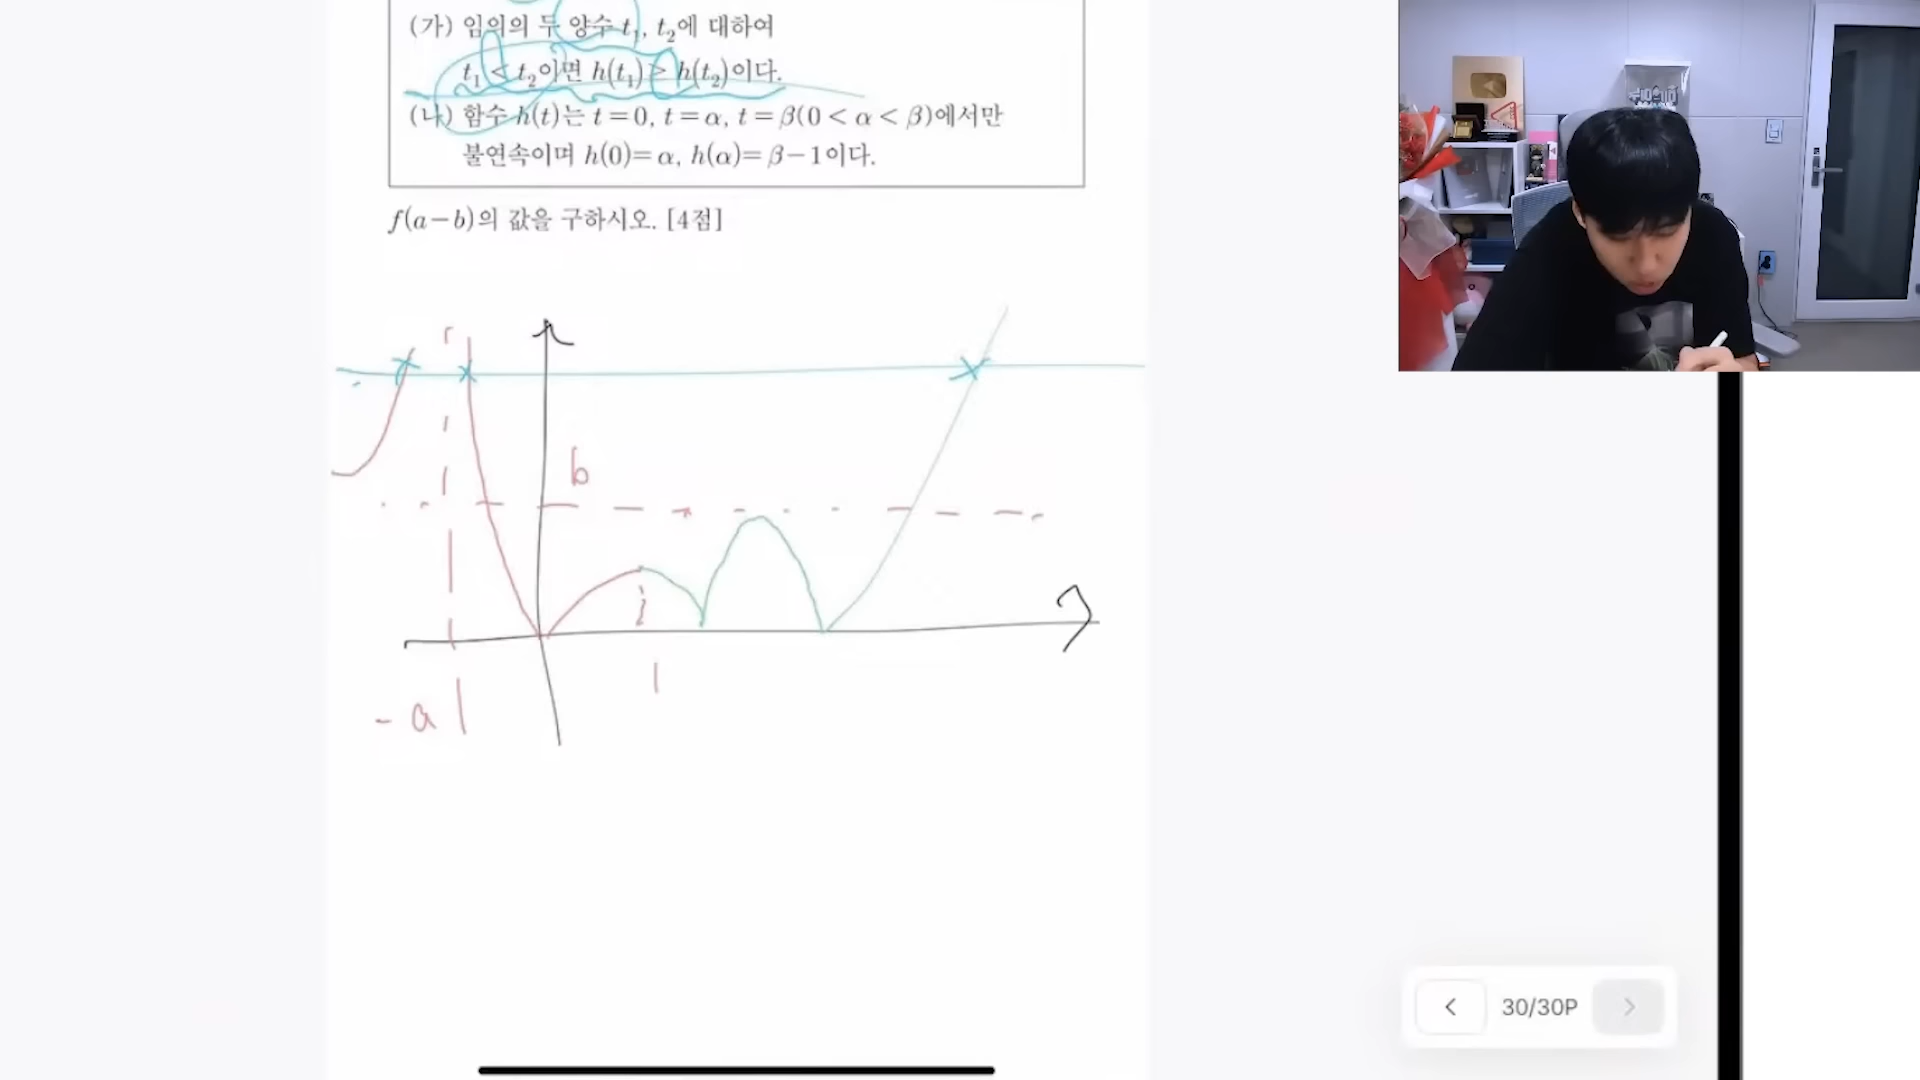 (가) 임의의 두 양수 t₁, t₂에 대하여
t₁ < t₂이면 h(t₁) ≥ h(t₂)이다.
(나) 함수 h(t)는 t=0, t=α, t=β(0<α<β)에서만
불연속이며 h(0)=α, h(α)=β−1이다.
f(a−b)의 값을 구하시오. [4점]
b
1
-a
30/30P